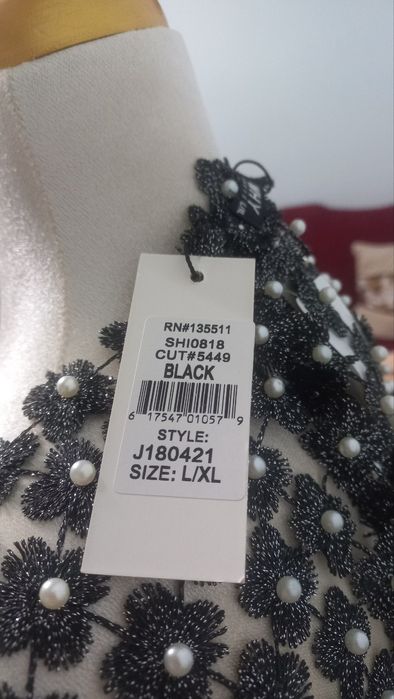 RN#135511
SHI0818
CUT#5449
BLACK
6 17547 01057 9
STYLE:
J180421
SIZE: L/XL